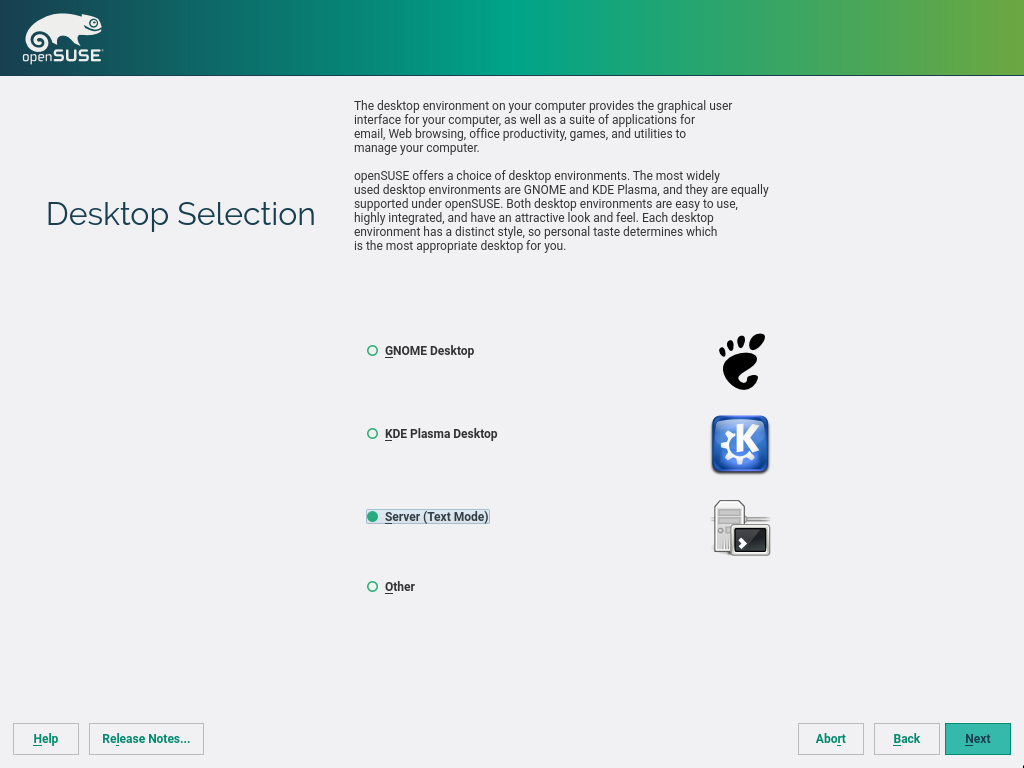 openSUSE
The desktop environment on your computer provides the graphical user
interface for your computer, as well as a suite of applications for
email, Web browsing, office productivity, games, and utilities to
manage your computer.
openSUSE offers a choice of desktop environments. The most widely
used desktop environments are GNOME and KDE Plasma, and they are equally
supported under openSUSE. Both desktop environments are easy to use,
highly integrated, and have an attractive look and feel. Each desktop
environment has a distinct style, so personal taste determines which
is the most appropriate desktop for you.
Desktop Selection
GNOME Desktop
KDE Plasma Desktop
Server (Text Mode)
Other
Help
Release Notes...
Abort
Back
Next